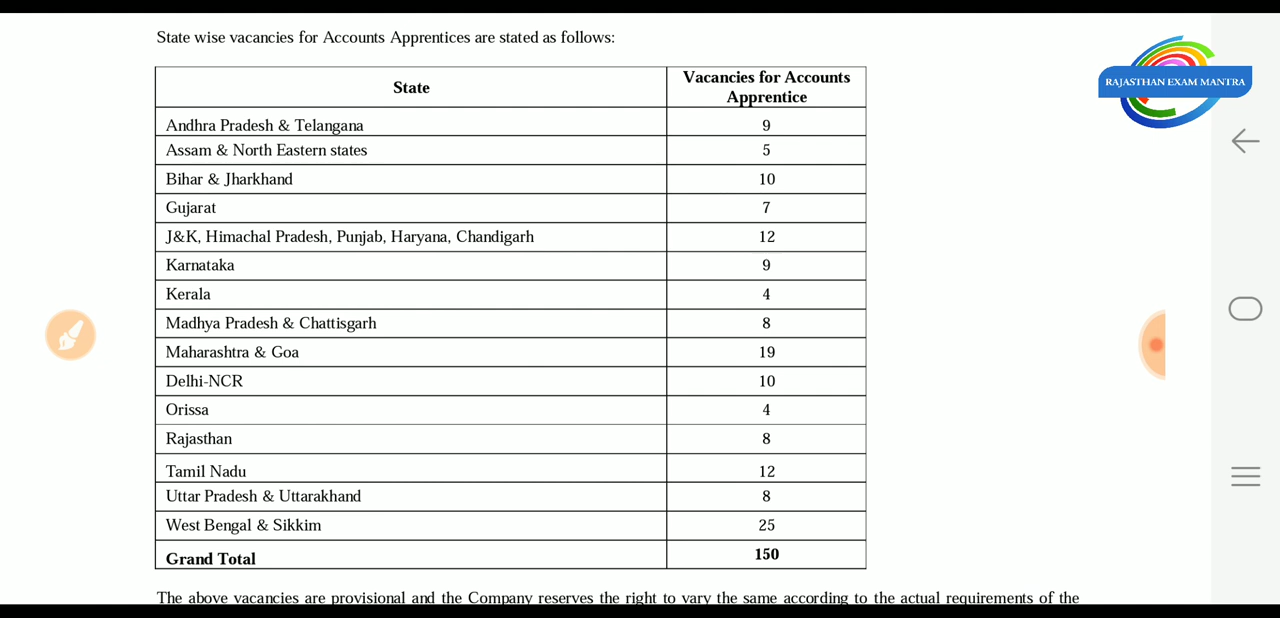 State wise vacancies for Accounts Apprentices are stated as follows:
RAJASTHAN EXAM MANTRA
State Vacancies for Accounts Apprentice
Andhra Pradesh & Telangana 9
Assam & North Eastern states 5
Bihar & Jharkhand 10
Gujarat 7
J&K, Himachal Pradesh, Punjab, Haryana, Chandigarh 12
Karnataka 9
Kerala 4
Madhya Pradesh & Chattisgarh 8
Maharashtra & Goa 19
Delhi-NCR 10
Orissa 4
Rajasthan 8
Tamil Nadu 12
Uttar Pradesh & Uttarakhand 8
West Bengal & Sikkim 25
Grand Total 150
The above vacancies are provisional and the Company reserves the right to vary the same according to the actual requirements of the